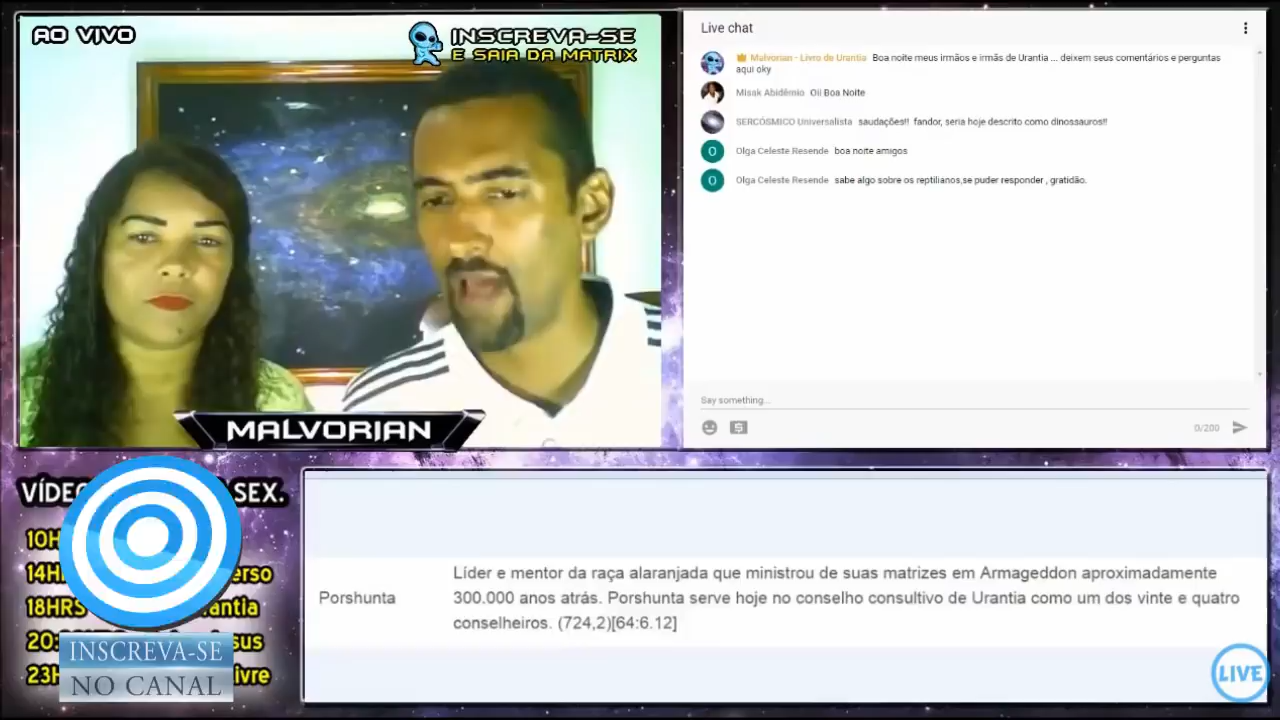 AO VIVO
INSCREVA-SE
E SAIA DA MATRIX
MALVORIAN
Live chat
Malvorian - Livro de Urantia Boa noite meus irmãos e irmãs de Urantia ... deixem seus comentários e perguntas
aqui oky
Misak Abidêmio Oii Boa Noite
SERCÓSMICO Universalista saudações!! fandor, seria hoje descrito como dinossauros!!
O Olga Celeste Resende boa noite amigos
O Olga Celeste Resende sabe algo sobre os reptilianos,se puder responder , gratidão.
Say something...
0/200
SEX.
10H
14H
18HRS
20:
23H
INSCREVA-SE
NO CANAL
Porshunta
Líder e mentor da raça alaranjada que ministrou de suas matrizes em Armageddon aproximadamente
300.000 anos atrás. Porshunta serve hoje no conselho consultivo de Urantia como um dos vinte e quatro
conselheiros. (724,2)[64:6.12]
LIVE